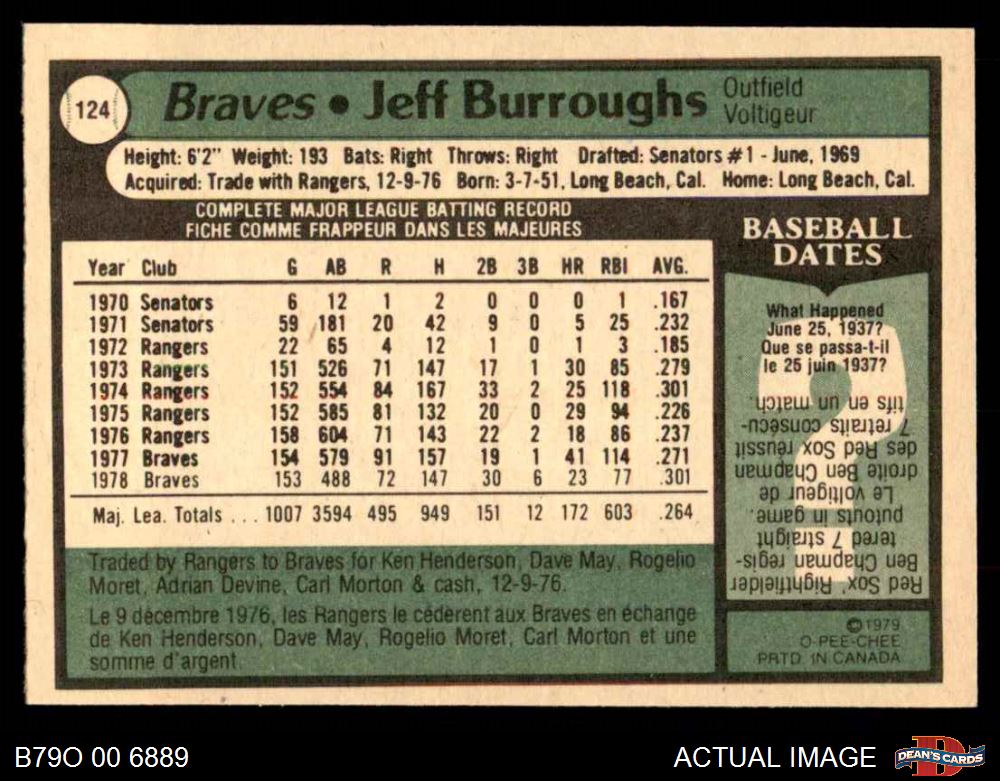 124
Braves • Jeff Burroughs
Outfield
Voltigeur
Height: 6'2" Weight: 193 Bats: Right Throws: Right Drafted: Senators #1 - June, 1969
Acquired: Trade with Rangers, 12-9-76 Born: 3-7-51, Long Beach, Cal. Home: Long Beach, Cal.
COMPLETE MAJOR LEAGUE BATTING RECORD
FICHE COMME FRAPPEUR DANS LES MAJEURES
Year Club G AB R H 2B 3B HR RBI AVG.
1970 Senators 6 12 1 2 0 0 0 1 .167
1971 Senators 59 181 20 42 9 0 5 25 .232
1972 Rangers 22 65 4 12 1 0 1 3 .185
1973 Rangers 151 526 71 147 17 1 30 85 .279
1974 Rangers 152 554 84 167 33 2 25 118 .301
1975 Rangers 152 585 81 132 20 0 29 94 .226
1976 Rangers 158 604 71 143 22 2 18 86 .237
1977 Braves 154 579 91 157 19 1 41 114 .271
1978 Braves 153 488 72 147 30 6 23 77 .301
Maj. Lea. Totals ... 1007 3594 495 949 151 12 172 603 .264
Traded by Rangers to Braves for Ken Henderson, Dave May, Rogelio
Moret, Adrian Devine, Carl Morton & cash, 12-9-76.
Le 9 décembre 1976, les Rangers le cédèrent aux Braves en échange
de Ken Henderson, Dave May, Rogelio Moret, Carl Morton et une
somme d'argent.
BASEBALL
DATES
What Happened
June 25, 1937?
Que se passa-t-il
le 25 juin 1937?
Red Sox' Rightfielder
Ben Chapman regis-
tered 7 straight
putouts in game.
Le voltigeur de
droite Ben Chapman
des Red Sox réussit
7 retraits consécu-
tifs en un match.
©1979
O-PEE-CHEE
PRTD. IN CANADA
B79O 00 6889
ACTUAL IMAGE
D
DEAN'S CARDS